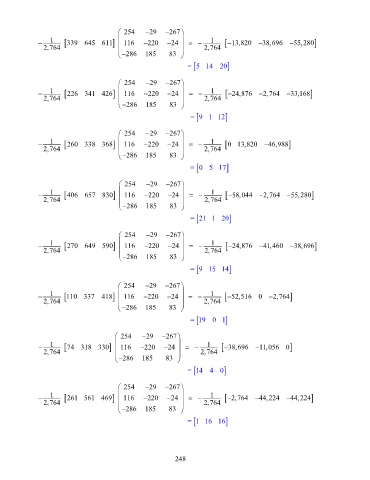 254 −29 −267
−1/2,764 [339 645 611] 116 −220 −24 = −1/2,764 [−13,820 −38,696 −55,280]
−286 185 83
= [5 14 20]
254 −29 −267
−1/2,764 [226 341 426] 116 −220 −24 = −1/2,764 [−24,876 −2,764 −33,168]
−286 185 83
= [9 1 12]
254 −29 −267
−1/2,764 [260 338 368] 116 −220 −24 = −1/2,764 [0 13,820 −46,988]
−286 185 83
= [0 5 17]
254 −29 −267
−1/2,764 [406 657 830] 116 −220 −24 = −1/2,764 [−58,044 −2,764 −55,280]
−286 185 83
= [21 1 20]
254 −29 −267
−1/2,764 [270 649 590] 116 −220 −24 = −1/2,764 [−24,876 −41,460 −38,696]
−286 185 83
= [9 15 14]
254 −29 −267
−1/2,764 [110 337 418] 116 −220 −24 = −1/2,764 [−52,516 0 −2,764]
−286 185 83
= [19 0 1]
254 −29 −267
−1/2,764 [74 318 330] 116 −220 −24 = −1/2,764 [−38,696 −11,056 0]
−286 185 83
= [14 4 0]
254 −29 −267
−1/2,764 [261 561 469] 116 −220 −24 = −1/2,764 [−2,764 −44,224 −44,224]
−286 185 83
= [1 16 16]
248